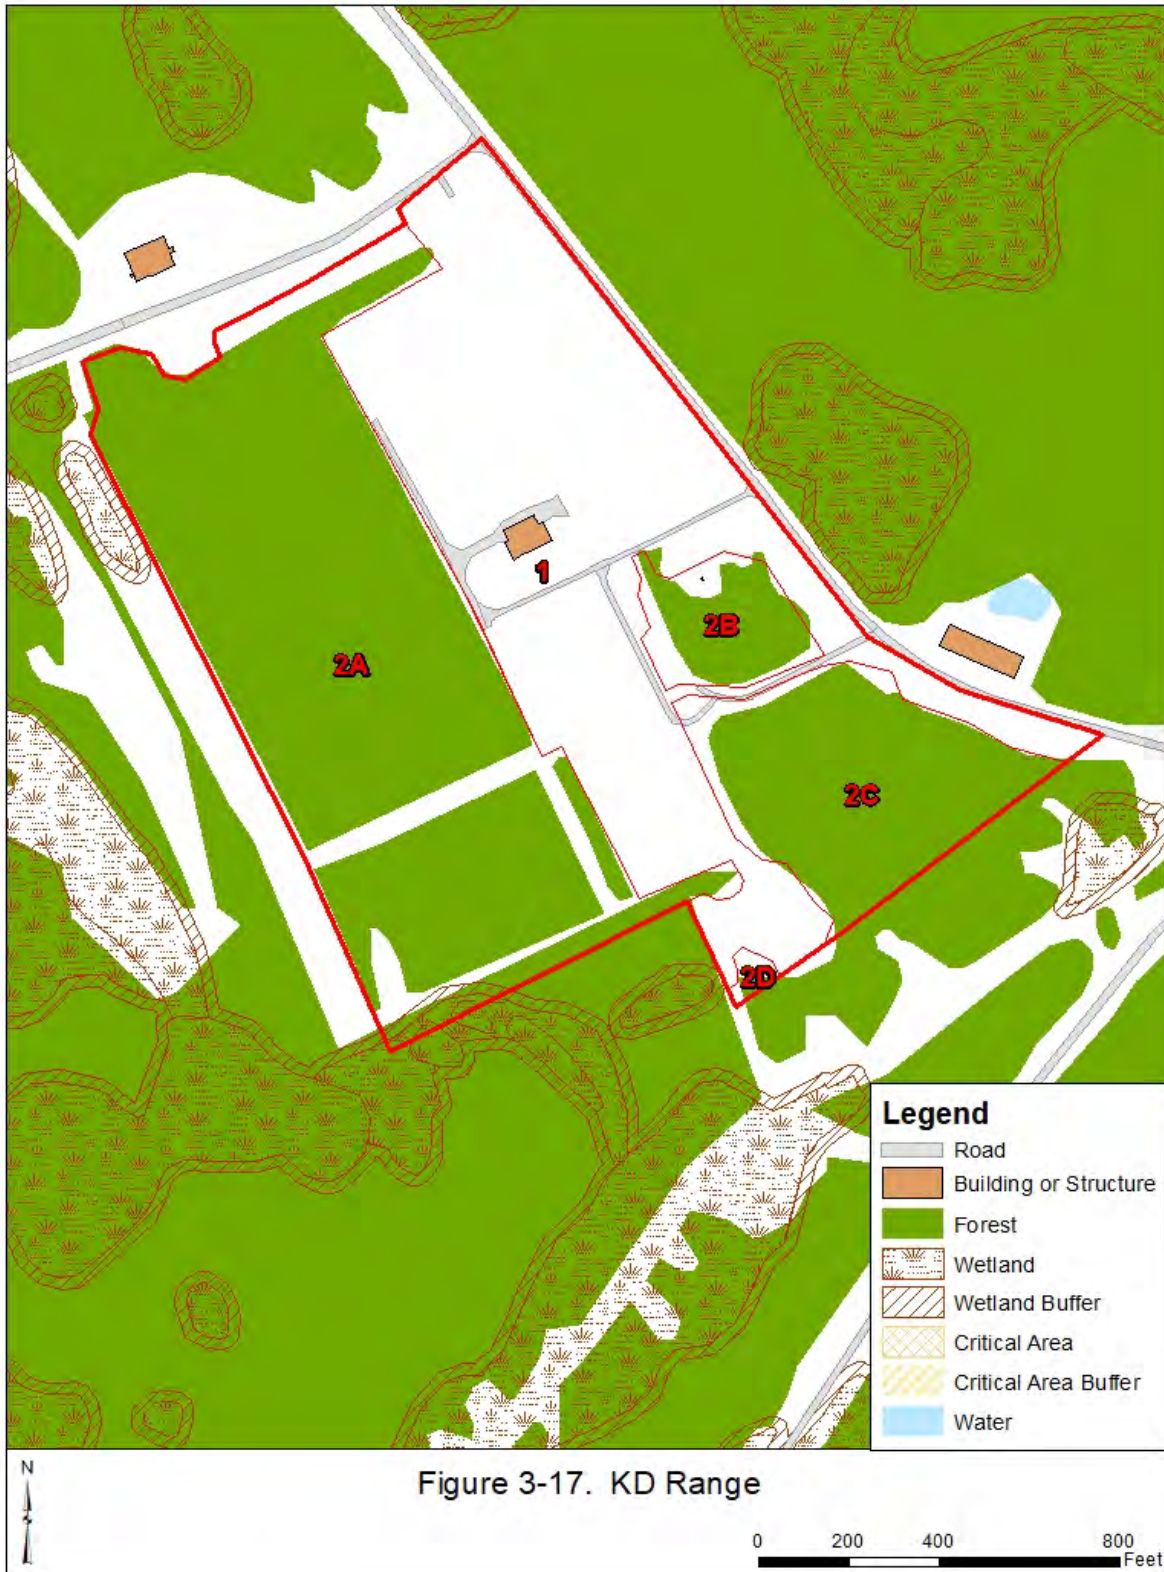 1
2A
2B
2C
2D
Legend
Road
Building or Structure
Forest
Wetland
Wetland Buffer
Critical Area
Critical Area Buffer
Water
N
Figure 3-17. KD Range
0 200 400 800
Feet